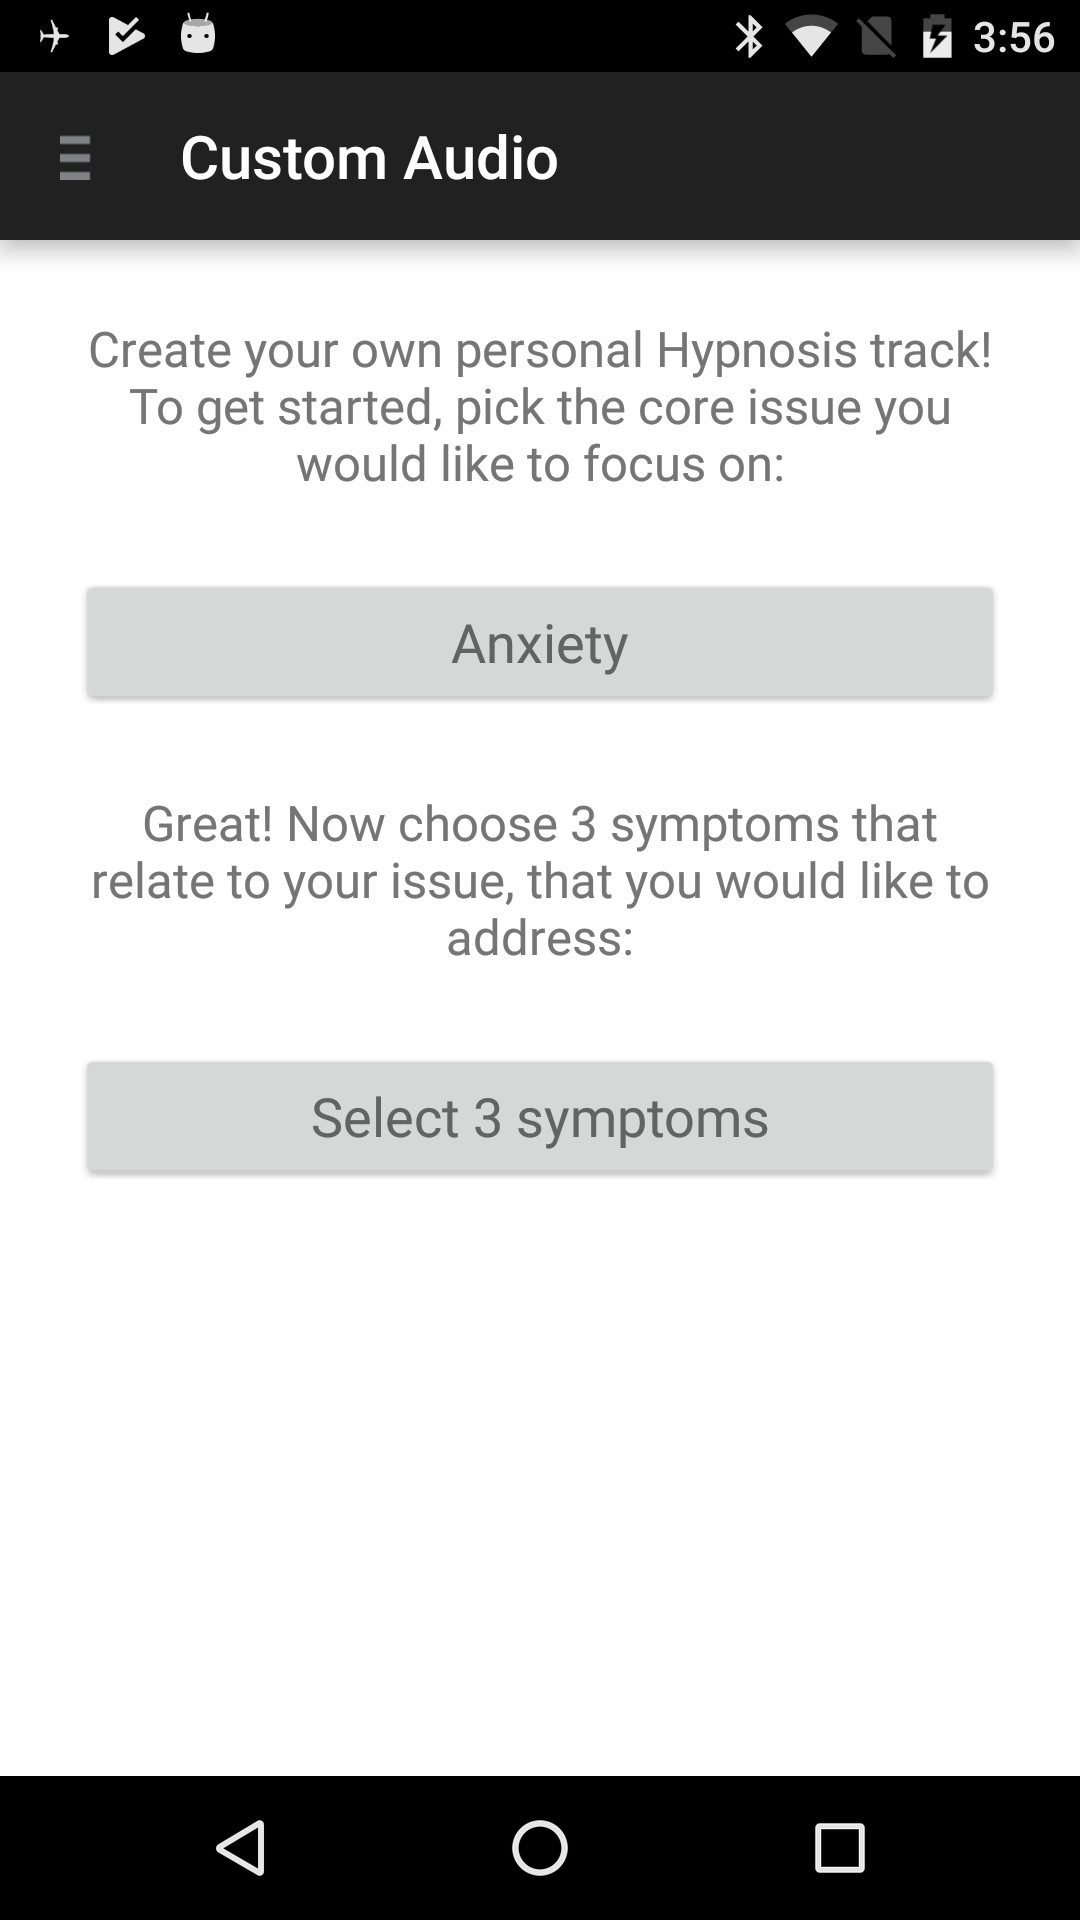 3:56
Custom Audio
Create your own personal Hypnosis track!
To get started, pick the core issue you
would like to focus on:
Anxiety
Great! Now choose 3 symptoms that
relate to your issue, that you would like to
address:
Select 3 symptoms